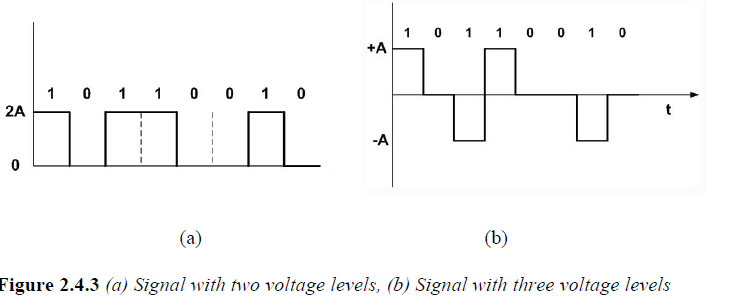 1 0 1 1 0 0 1 0
2A
0
(a)
1 0 1 1 0 0 1 0
+A
t
-A
(b)
Figure 2.4.3 (a) Signal with two voltage levels, (b) Signal with three voltage levels